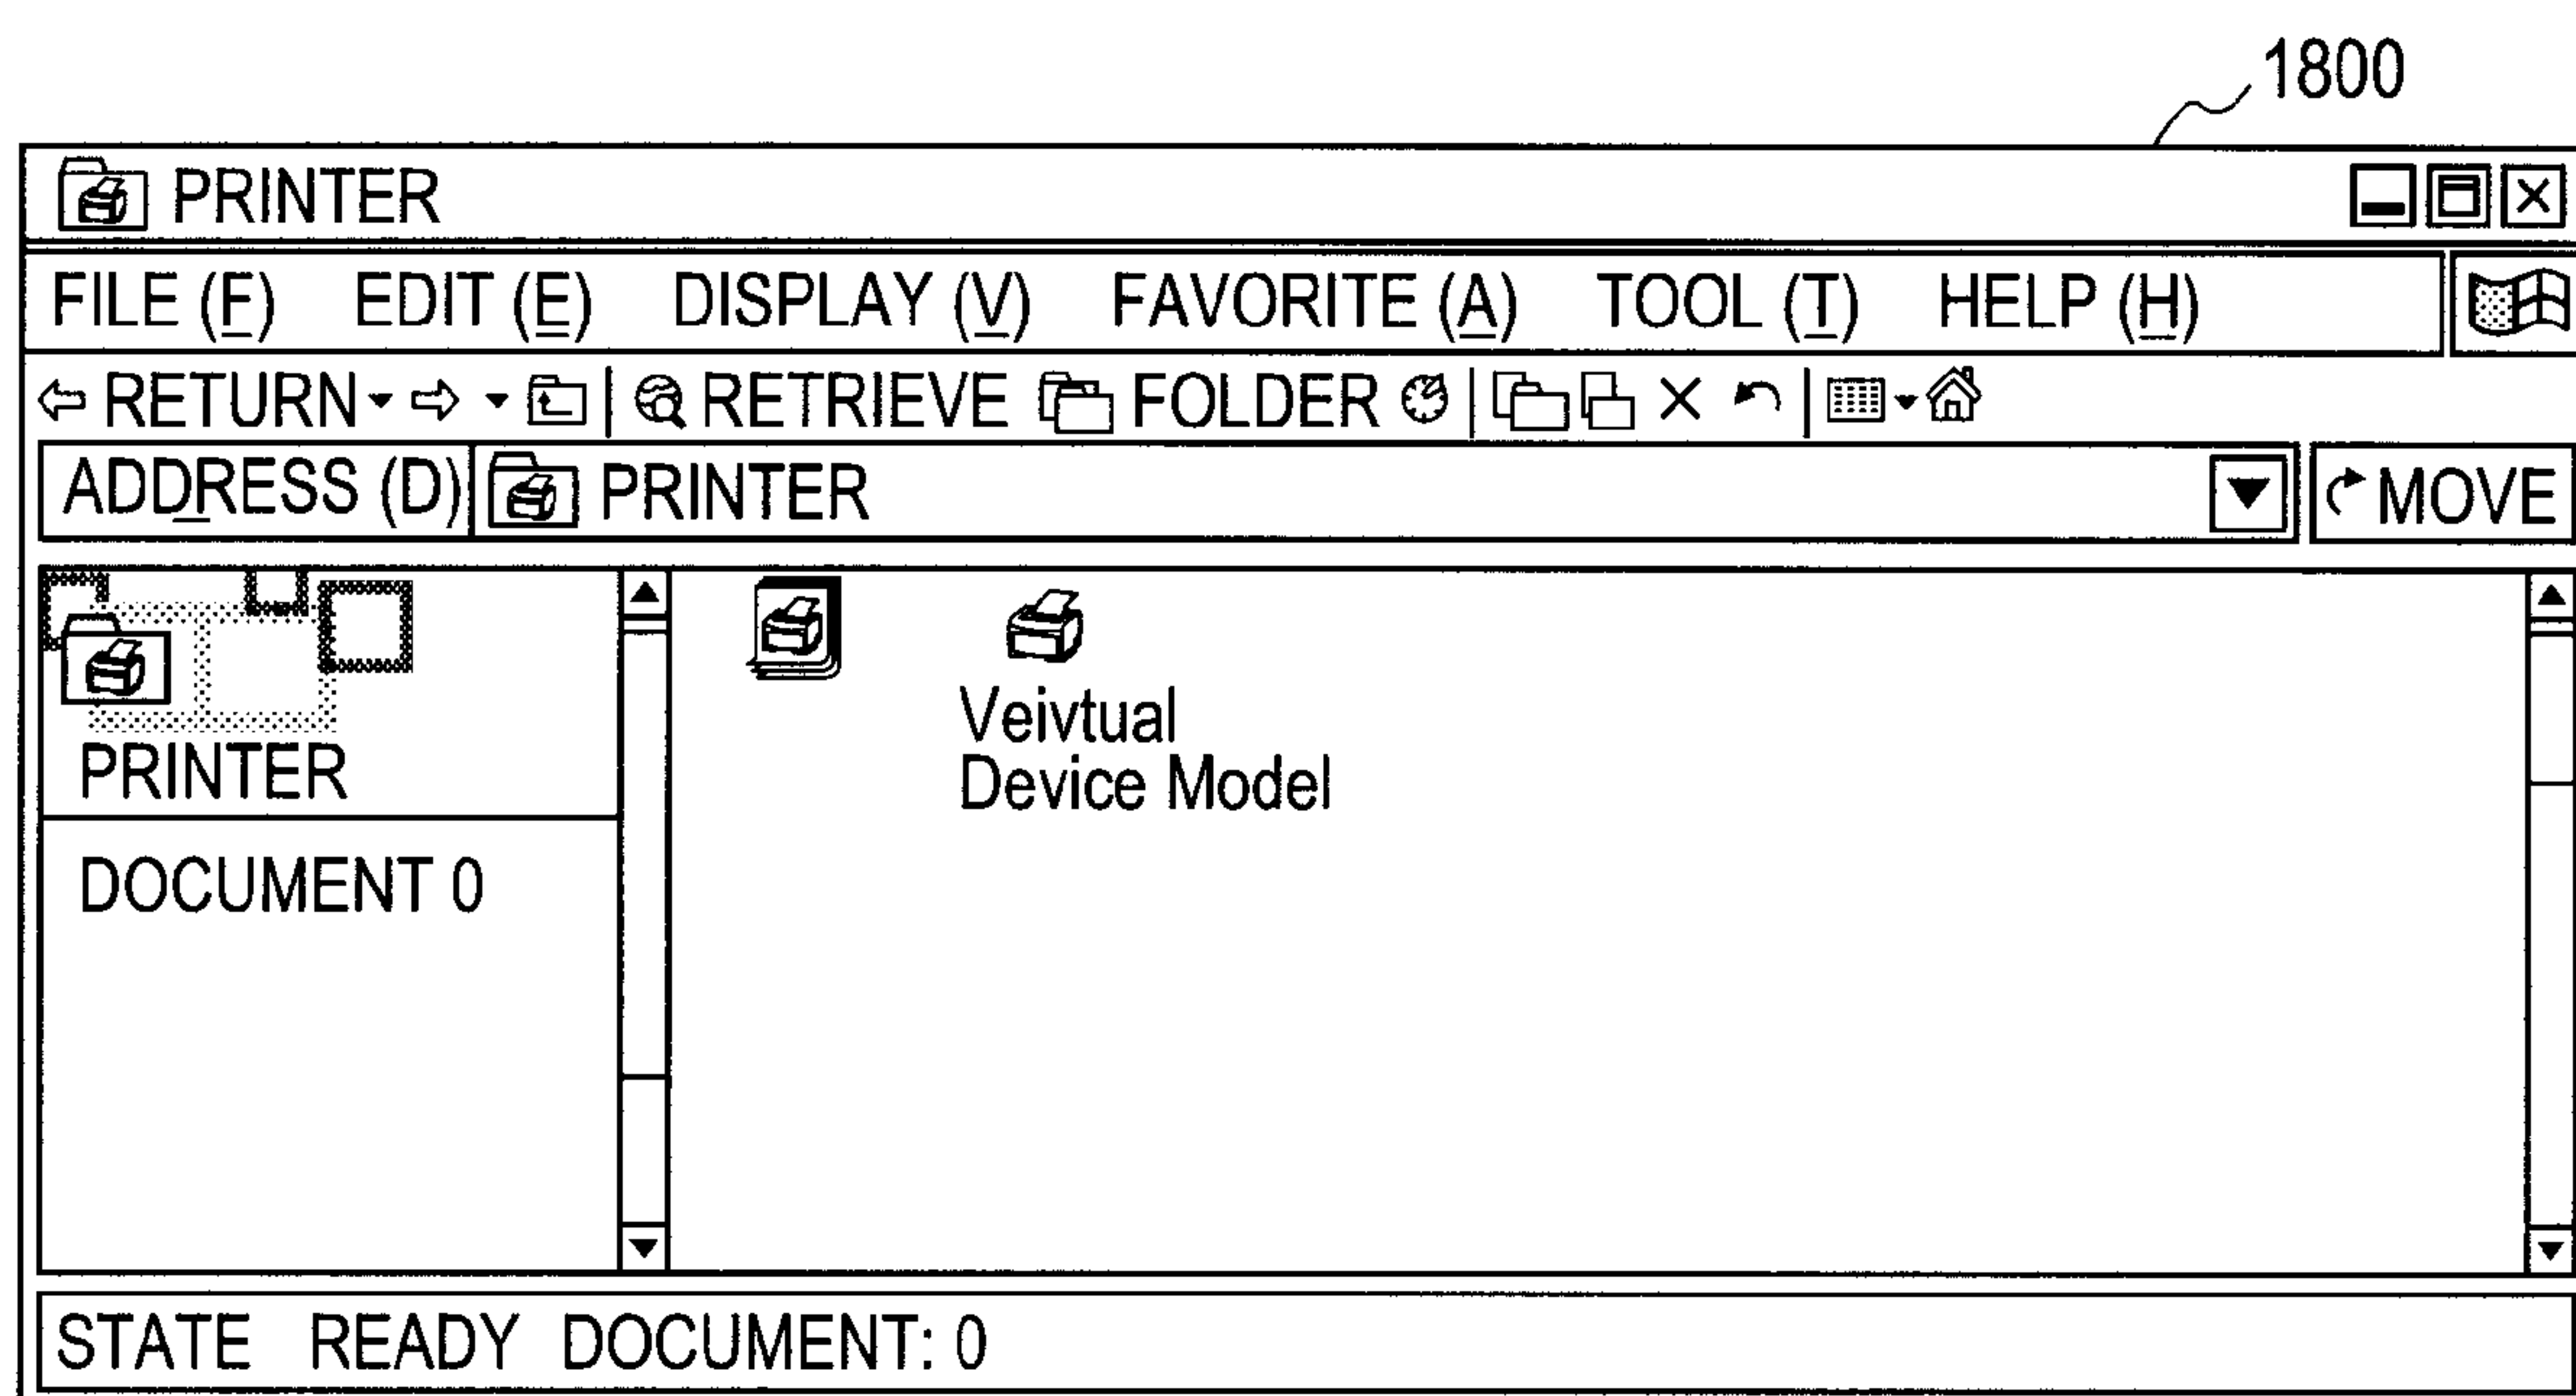 1800
PRINTER
FILE (F) EDIT (E) DISPLAY (V) FAVORITE (A) TOOL (T) HELP (H)
RETURN RETRIEVE FOLDER
ADDRESS (D) PRINTER MOVE
PRINTER
DOCUMENT 0
Veivtual
Device Model
STATE READY DOCUMENT: 0